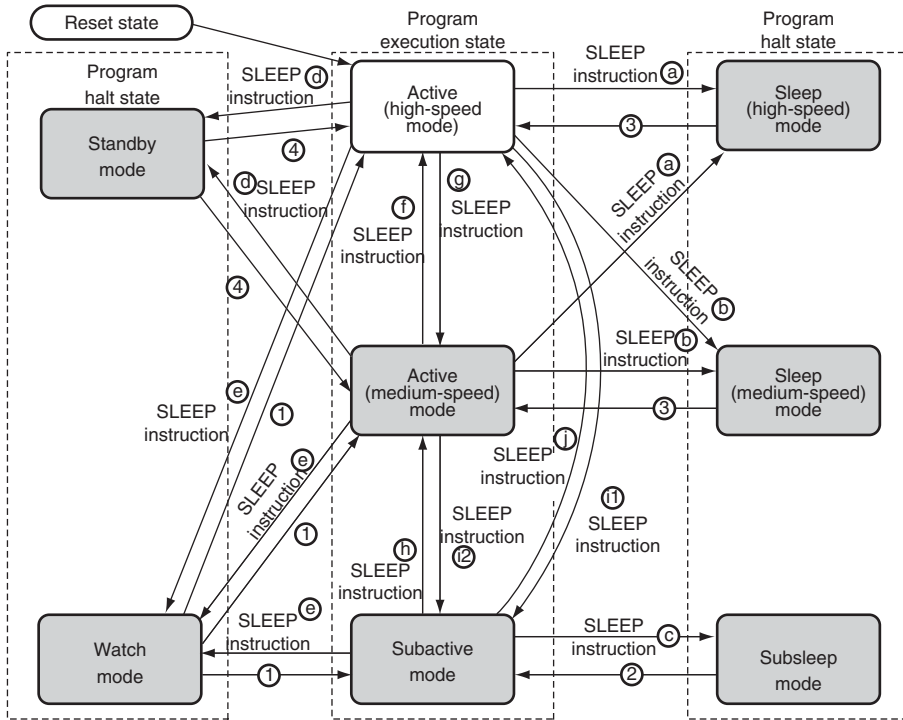 Reset state
Program
execution state
Program
halt state
Program
halt state
SLEEP d
instruction
Active
(high-speed
mode)
SLEEP
instruction a
Sleep
(high-speed)
mode
3
Standby
mode
4
d
SLEEP
instruction
f
SLEEP
instruction
g
SLEEP
instruction
SLEEP a
instruction
SLEEP
instruction b
4
Active
(medium-speed)
mode
SLEEP b
instruction
Sleep
(medium-speed)
mode
3
e
SLEEP
instruction
1
SLEEP e
instruction
1
j
SLEEP
instruction
i1
SLEEP
instruction
h
SLEEP
instruction
SLEEP
instruction
i2
Watch
mode
SLEEP e
instruction
1
Subactive
mode
SLEEP
instruction c
2
Subsleep
mode